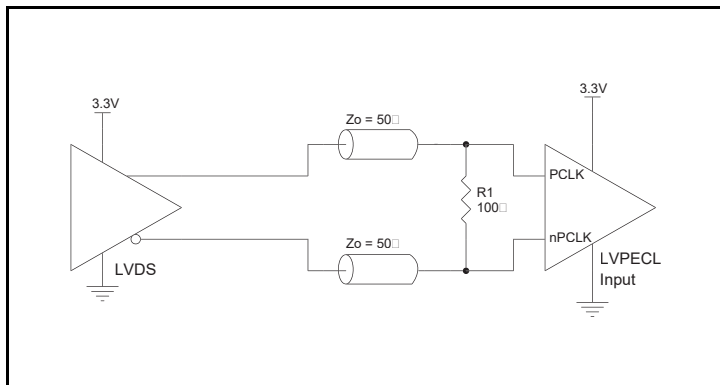 3.3V
3.3V
Zo = 50□
PCLK
R1
100□
Zo = 50□
nPCLK
LVDS
LVPECL
Input